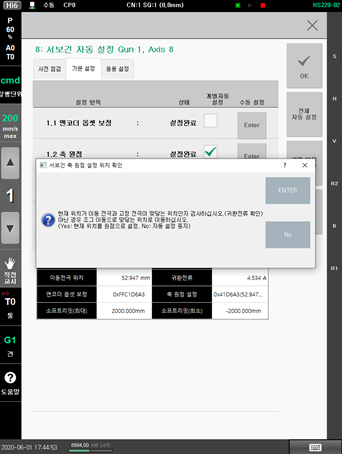 Hi6 수동 CP0 CN:1 SQ:1 (0,0mm) HS220-02
P
60
%
A0
T0
cmd
200
mm/s
max
1
직접
교시
T0
툴
G1
건
도움말
8: 서보건 자동 설정 Gun 1, Axis 8
사전 점검 기본 설정 응용 설정
설정 항목 상태 개별자동
설정 수동 설정
1.1 엔코더 옵셋 보정 : 설정완료 Enter
1.2 축 원점 : 설정완료
OK
전체
자동 설정
S
H
V
R2
B
R1
서보건 축 원점 설정 위치 확인 ? ×
현재 위치가 이동 전극과 고정 전극이 맞닿는 위치인지 검사하십시오.(귀환전류 확인)
아닌 경우 조그 이동으로 맞닿는 위치로 이동하십시오.
(Yes: 현재 위치를 원점으로 설정, No: 자동 설정 중지)
ENTER
No
이동전극 위치 52.947 mm 귀환전류 4.534 A
엔코더 옵셋 보정 0xFFC1D6A3 축 원점 설정 0x41D6A3(52.947...
소프트리밋(최대) 2000.000mm 소프트리밋(최소) -2000.000mm
2020-06-01 17:44:53 8994.00 MB Left